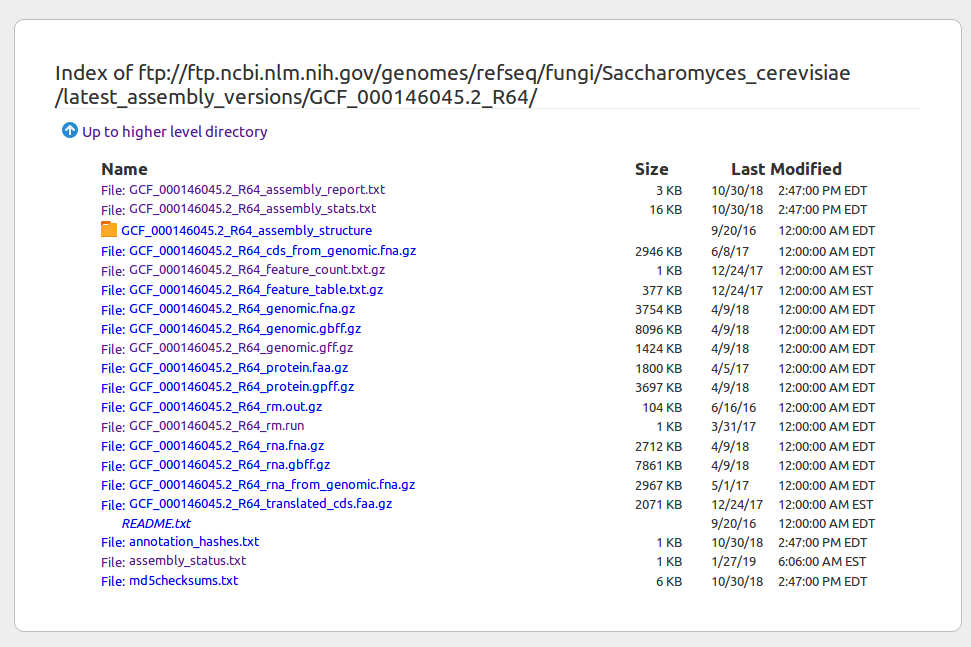 Index of ftp://ftp.ncbi.nlm.nih.gov/genomes/refseq/fungi/Saccharomyces_cerevisiae
/latest_assembly_versions/GCF_000146045.2_R64/
Up to higher level directory
Name Size Last Modified
File: GCF_000146045.2_R64_assembly_report.txt 3 KB 10/30/18 2:47:00 PM EDT
File: GCF_000146045.2_R64_assembly_stats.txt 16 KB 10/30/18 2:47:00 PM EDT
GCF_000146045.2_R64_assembly_structure 9/20/16 12:00:00 AM EDT
File: GCF_000146045.2_R64_cds_from_genomic.fna.gz 2946 KB 6/8/17 12:00:00 AM EDT
File: GCF_000146045.2_R64_feature_count.txt.gz 1 KB 12/24/17 12:00:00 AM EST
File: GCF_000146045.2_R64_feature_table.txt.gz 377 KB 12/24/17 12:00:00 AM EST
File: GCF_000146045.2_R64_genomic.fna.gz 3754 KB 4/9/18 12:00:00 AM EDT
File: GCF_000146045.2_R64_genomic.gbff.gz 8096 KB 4/9/18 12:00:00 AM EDT
File: GCF_000146045.2_R64_genomic.gff.gz 1424 KB 4/9/18 12:00:00 AM EDT
File: GCF_000146045.2_R64_protein.faa.gz 1800 KB 4/5/17 12:00:00 AM EDT
File: GCF_000146045.2_R64_protein.gpff.gz 3697 KB 4/9/18 12:00:00 AM EDT
File: GCF_000146045.2_R64_rm.out.gz 104 KB 6/16/16 12:00:00 AM EDT
File: GCF_000146045.2_R64_rm.run 1 KB 3/31/17 12:00:00 AM EDT
File: GCF_000146045.2_R64_rna.fna.gz 2712 KB 4/9/18 12:00:00 AM EDT
File: GCF_000146045.2_R64_rna.gbff.gz 7861 KB 4/9/18 12:00:00 AM EDT
File: GCF_000146045.2_R64_rna_from_genomic.fna.gz 2967 KB 5/1/17 12:00:00 AM EDT
File: GCF_000146045.2_R64_translated_cds.faa.gz 2071 KB 12/24/17 12:00:00 AM EST
README.txt 9/20/16 12:00:00 AM EDT
File: annotation_hashes.txt 1 KB 10/30/18 2:47:00 PM EDT
File: assembly_status.txt 1 KB 1/27/19 6:06:00 AM EST
File: md5checksums.txt 6 KB 10/30/18 2:47:00 PM EDT